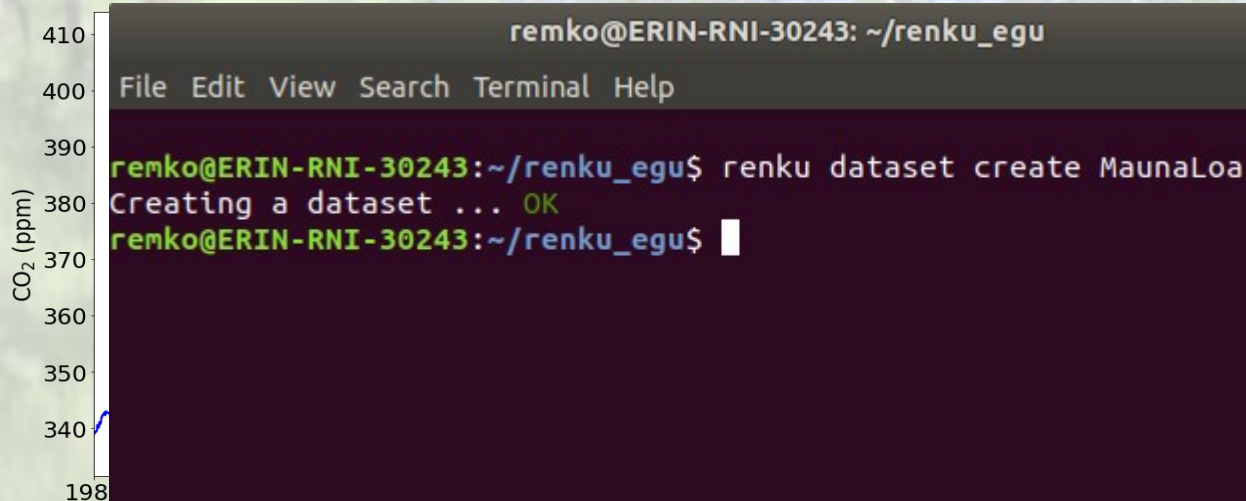 410
400
390
380
370
360
350
340
198
CO₂ (ppm)
remko@ERIN-RNI-30243: ~/renku_egu
File Edit View Search Terminal Help
remko@ERIN-RNI-30243:~/renku_egu$ renku dataset create MaunaLoa
Creating a dataset ... OK
remko@ERIN-RNI-30243:~/renku_egu$